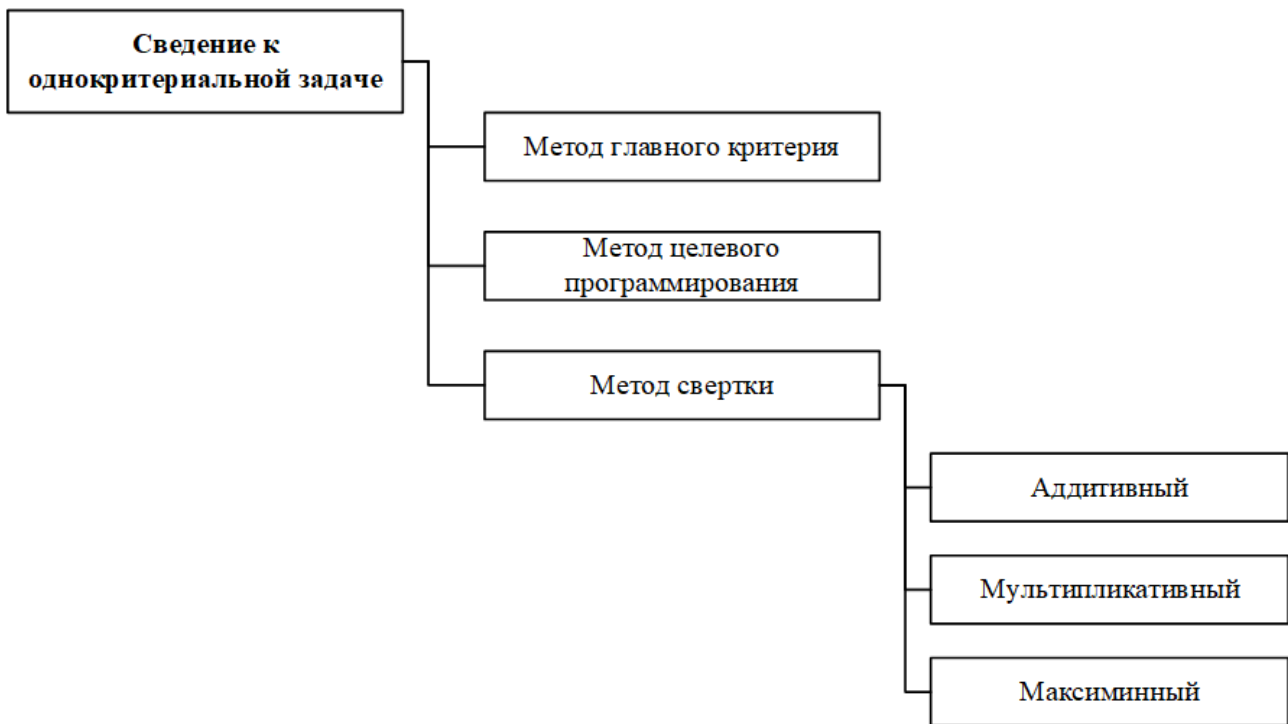 Сведение к
однокритериальной задаче
Метод главного критерия
Метод целевого
программирования
Метод свертки
Аддитивный
Мультипликативный
Максиминный